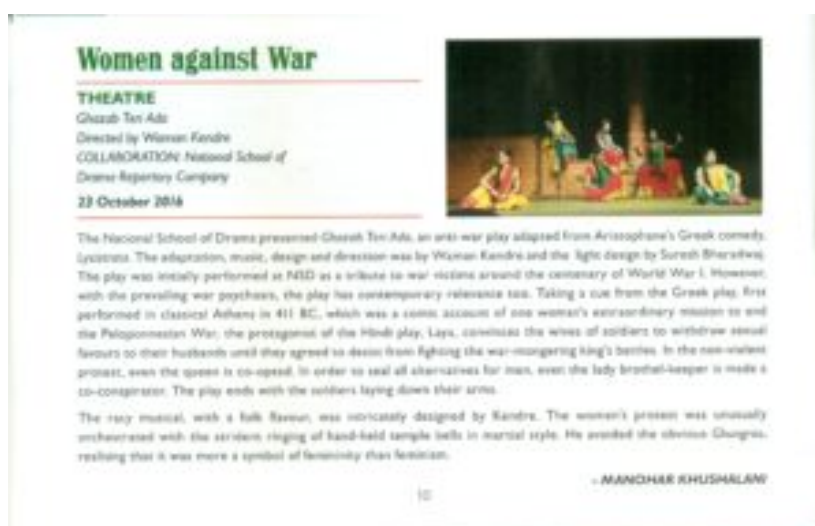 Women against War
THEATRE
Ghazab Teri Ada
Directed by Waman Kendre
COLLABORATION: National School of
Drama Repertory Company
23 October 2016
The National School of Drama presented Ghazab Teri Ada, an anti-war play adapted from Aristophane's Greek comedy,
Lysistrata. The adaptation, music, design and direction was by Waman Kendre and the light design by Suresh Bharadwaj.
The play was initially performed at NSD as a tribute to war victims around the centenary of World War I. However,
with the prevailing war psychosis, the play has contemporary relevance too. Taking a cue from the Greek play, first
performed in classical Athens in 411 BC, which was a comic account of one woman's extraordinary mission to end
the Peloponnesian War, the protagonist of the Hindi play, Laya, convinces the wives of soldiers to withdraw sexual
favours to their husbands until they agreed to desist from fighting the war-mongering king's battles. In the non-violent
protest, even the queen is co-opted. In order to seal all alternatives for men, even the lady brothel-keeper is made a
co-conspirator. The play ends with the soldiers laying down their arms.
The racy musical, with a folk flavour, was intricately designed by Kendre. The women's protest was unusually
orchestrated with the strident ringing of hand-held temple bells in martial style. He avoided the obvious Ghungroo,
realising that it was more a symbol of femininity than feminism.
- MANOHAR KHUSHALANI
10